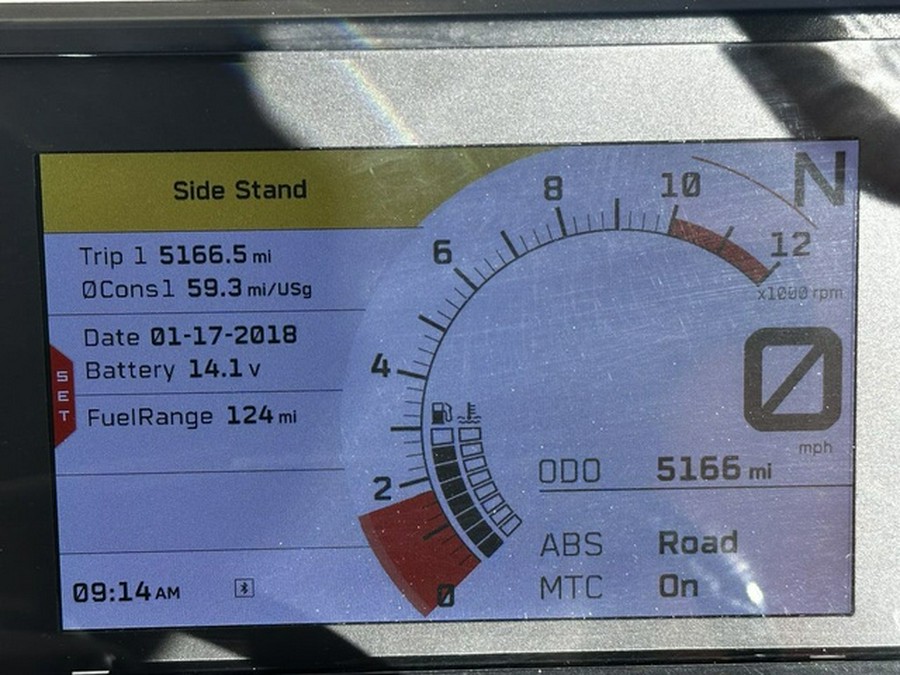 Side Stand
Trip 1 5166.5 mi
ØCons1 59.3 mi/USg
Date 01-17-2018
Battery 14.1 V
FuelRange 124 mi
SET
09:14 AM
N
8
10
6
12
x1000 rpm
4
0
mph
2
ODO 5166 mi
ABS Road
MTC On
0